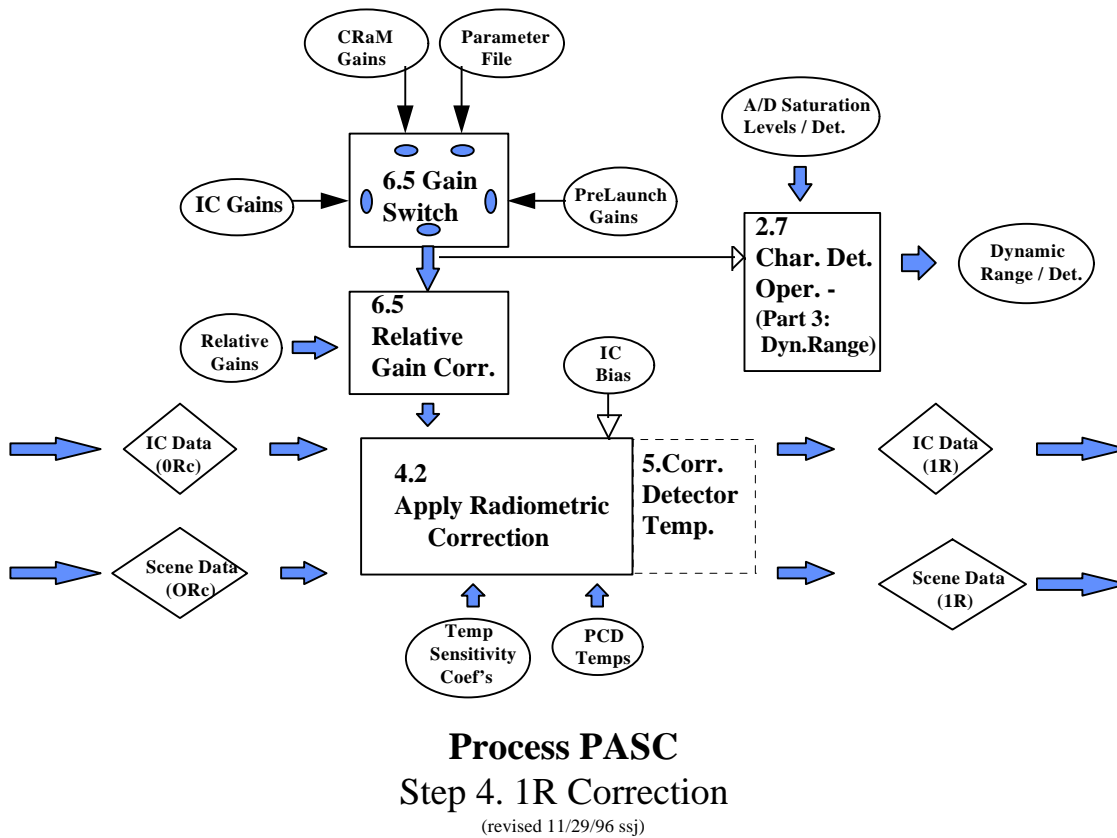 CRaM
Gains
Parameter
File
A/D Saturation
Levels / Det.
6.5 Gain
Switch
IC Gains
PreLaunch
Gains
2.7
Char. Det.
Oper. -
(Part 3:
Dyn.Range)
Dynamic
Range / Det.
6.5
Relative
Gain Corr.
Relative
Gains
IC
Bias
IC Data
(0Rc)
4.2
Apply Radiometric
Correction
5.Corr.
Detector
Temp.
IC Data
(1R)
Scene Data
(ORc)
Scene Data
(1R)
Temp
Sensitivity
Coef's
PCD
Temps
Process PASC
Step 4. 1R Correction
(revised 11/29/96 ssj)